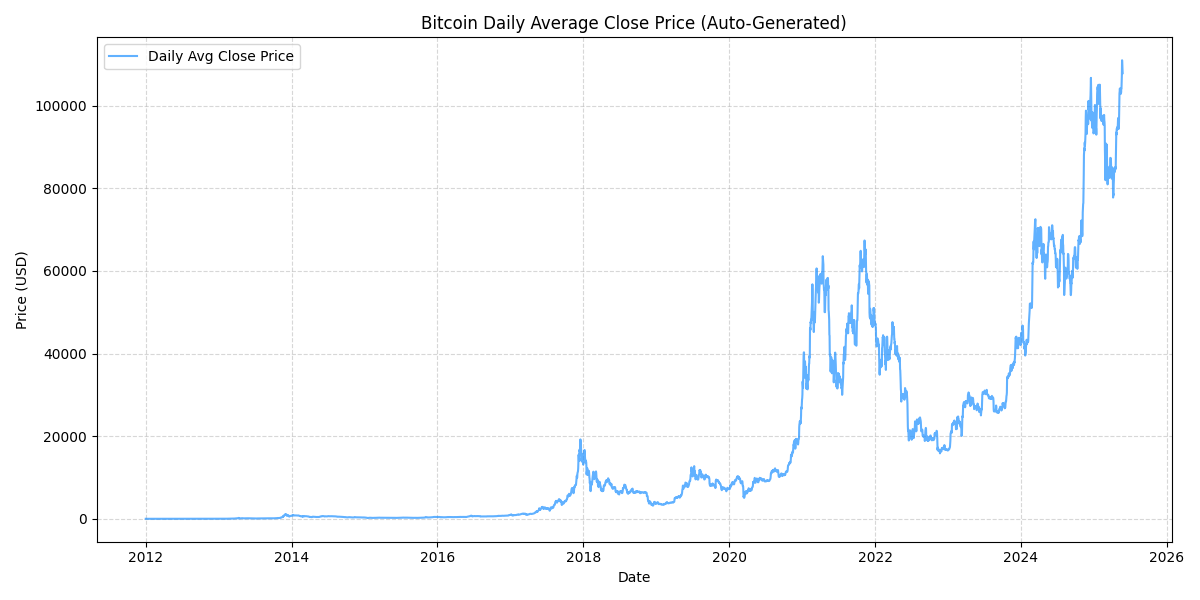 Bitcoin Daily Average Close Price (Auto-Generated)
Daily Avg Close Price
Price (USD)
100000
80000
60000
40000
20000
0
2012 2014 2016 2018 2020 2022 2024 2026
Date